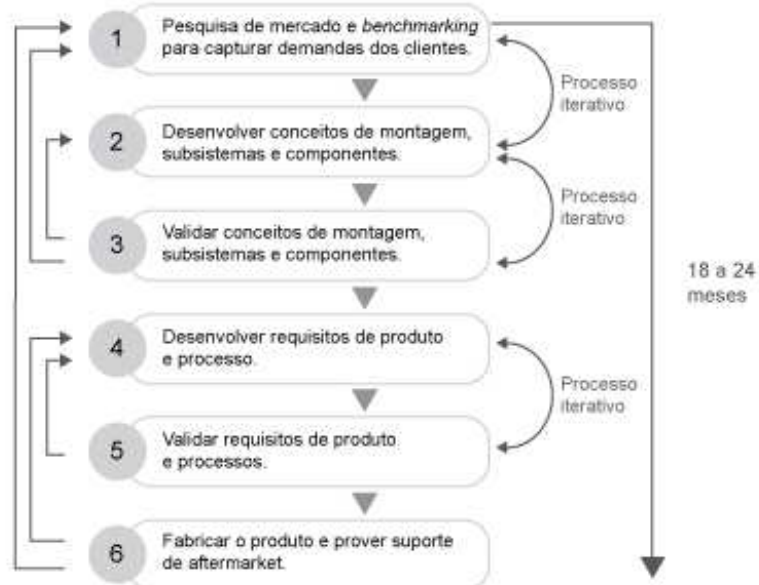 1
Pesquisa de mercado e benchmarking
para capturar demandas dos clientes.
Processo
iterativo
2
Desenvolver conceitos de montagem,
subsistemas e componentes.
Processo
iterativo
3
Validar conceitos de montagem,
subsistemas e componentes.
18 a 24
meses
4
Desenvolver requisitos de produto
e processo.
Processo
iterativo
5
Validar requisitos de produto
e processos.
6
Fabricar o produto e prover suporte
de aftermarket.